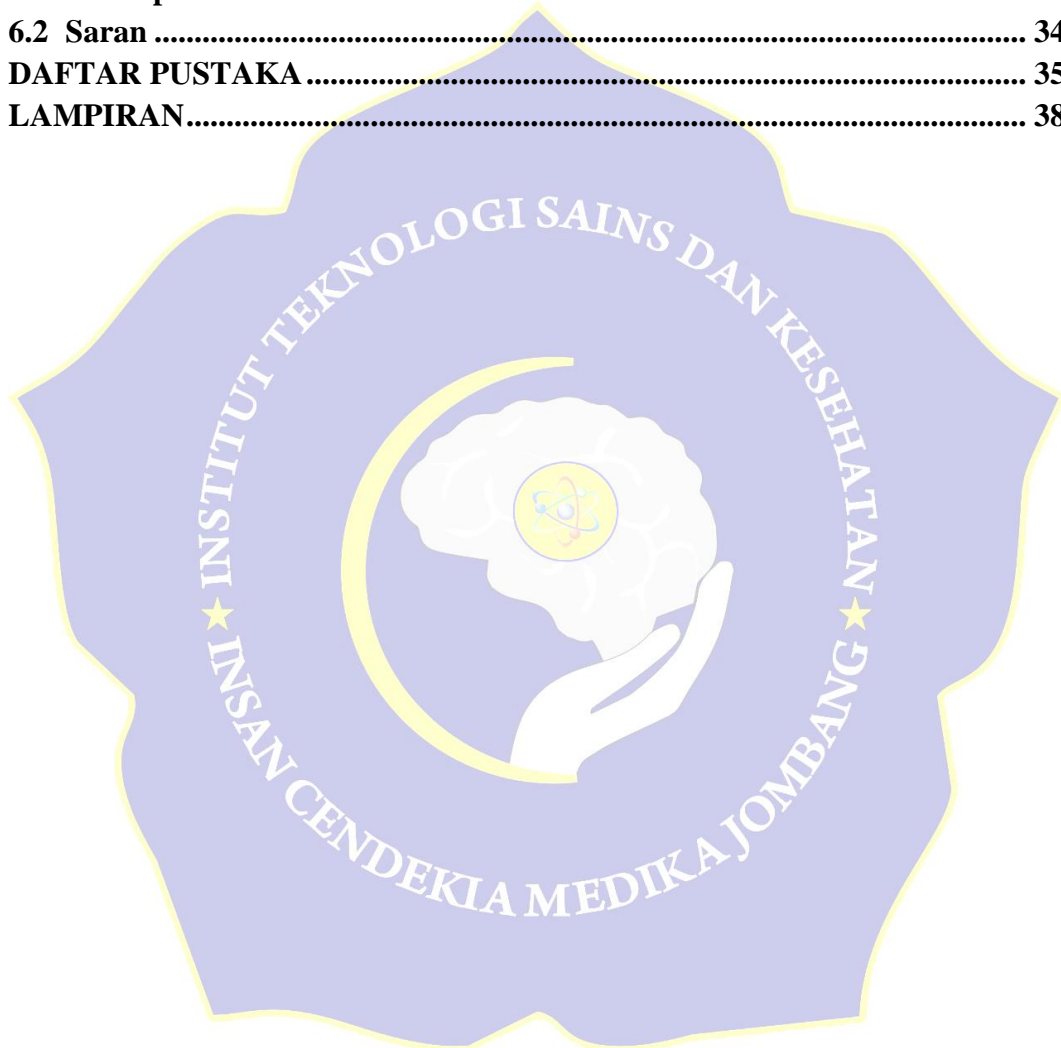 6.2 Saran ........................................................................................................... 34
DAFTAR PUSTAKA ........................................................................................ 35
LAMPIRAN ....................................................................................................... 38
INSTITUT TEKNOLOGI SAINS DAN KESEHATAN
INSAN CENDEKIA MEDIKA JOMBANG